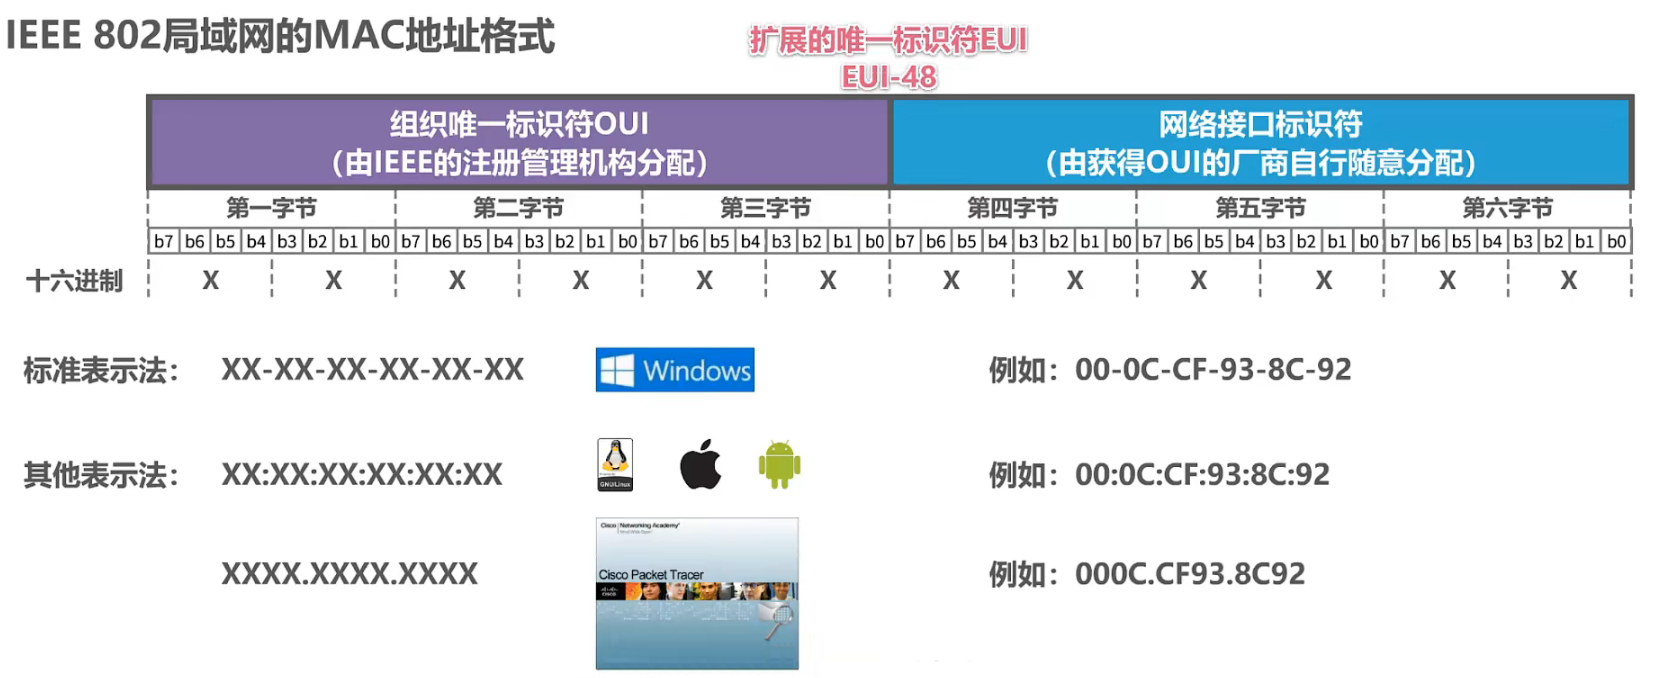 IEEE 802局域网的MAC地址格式
扩展的唯一标识符EUI
EUI-48
组织唯一标识符OUI
（由IEEE的注册管理机构分配）
网络接口标识符
（由获得OUI的厂商自行随意分配）
第一字节 第二字节 第三字节 第四字节 第五字节 第六字节
b7 b6 b5 b4 b3 b2 b1 b0 b7 b6 b5 b4 b3 b2 b1 b0 b7 b6 b5 b4 b3 b2 b1 b0 b7 b6 b5 b4 b3 b2 b1 b0 b7 b6 b5 b4 b3 b2 b1 b0 b7 b6 b5 b4 b3 b2 b1 b0
十六进制 X X X X X X X X X X X X
标准表示法： XX-XX-XX-XX-XX-XX Windows 例如：00-0C-CF-93-8C-92
其他表示法： XX:XX:XX:XX:XX:XX 例如：00:0C:CF:93:8C:92
GNU/Linux
Cisco Networking Academy
Cisco Packet Tracer
CISCO
XXXX.XXXX.XXXX 例如：000C.CF93.8C92